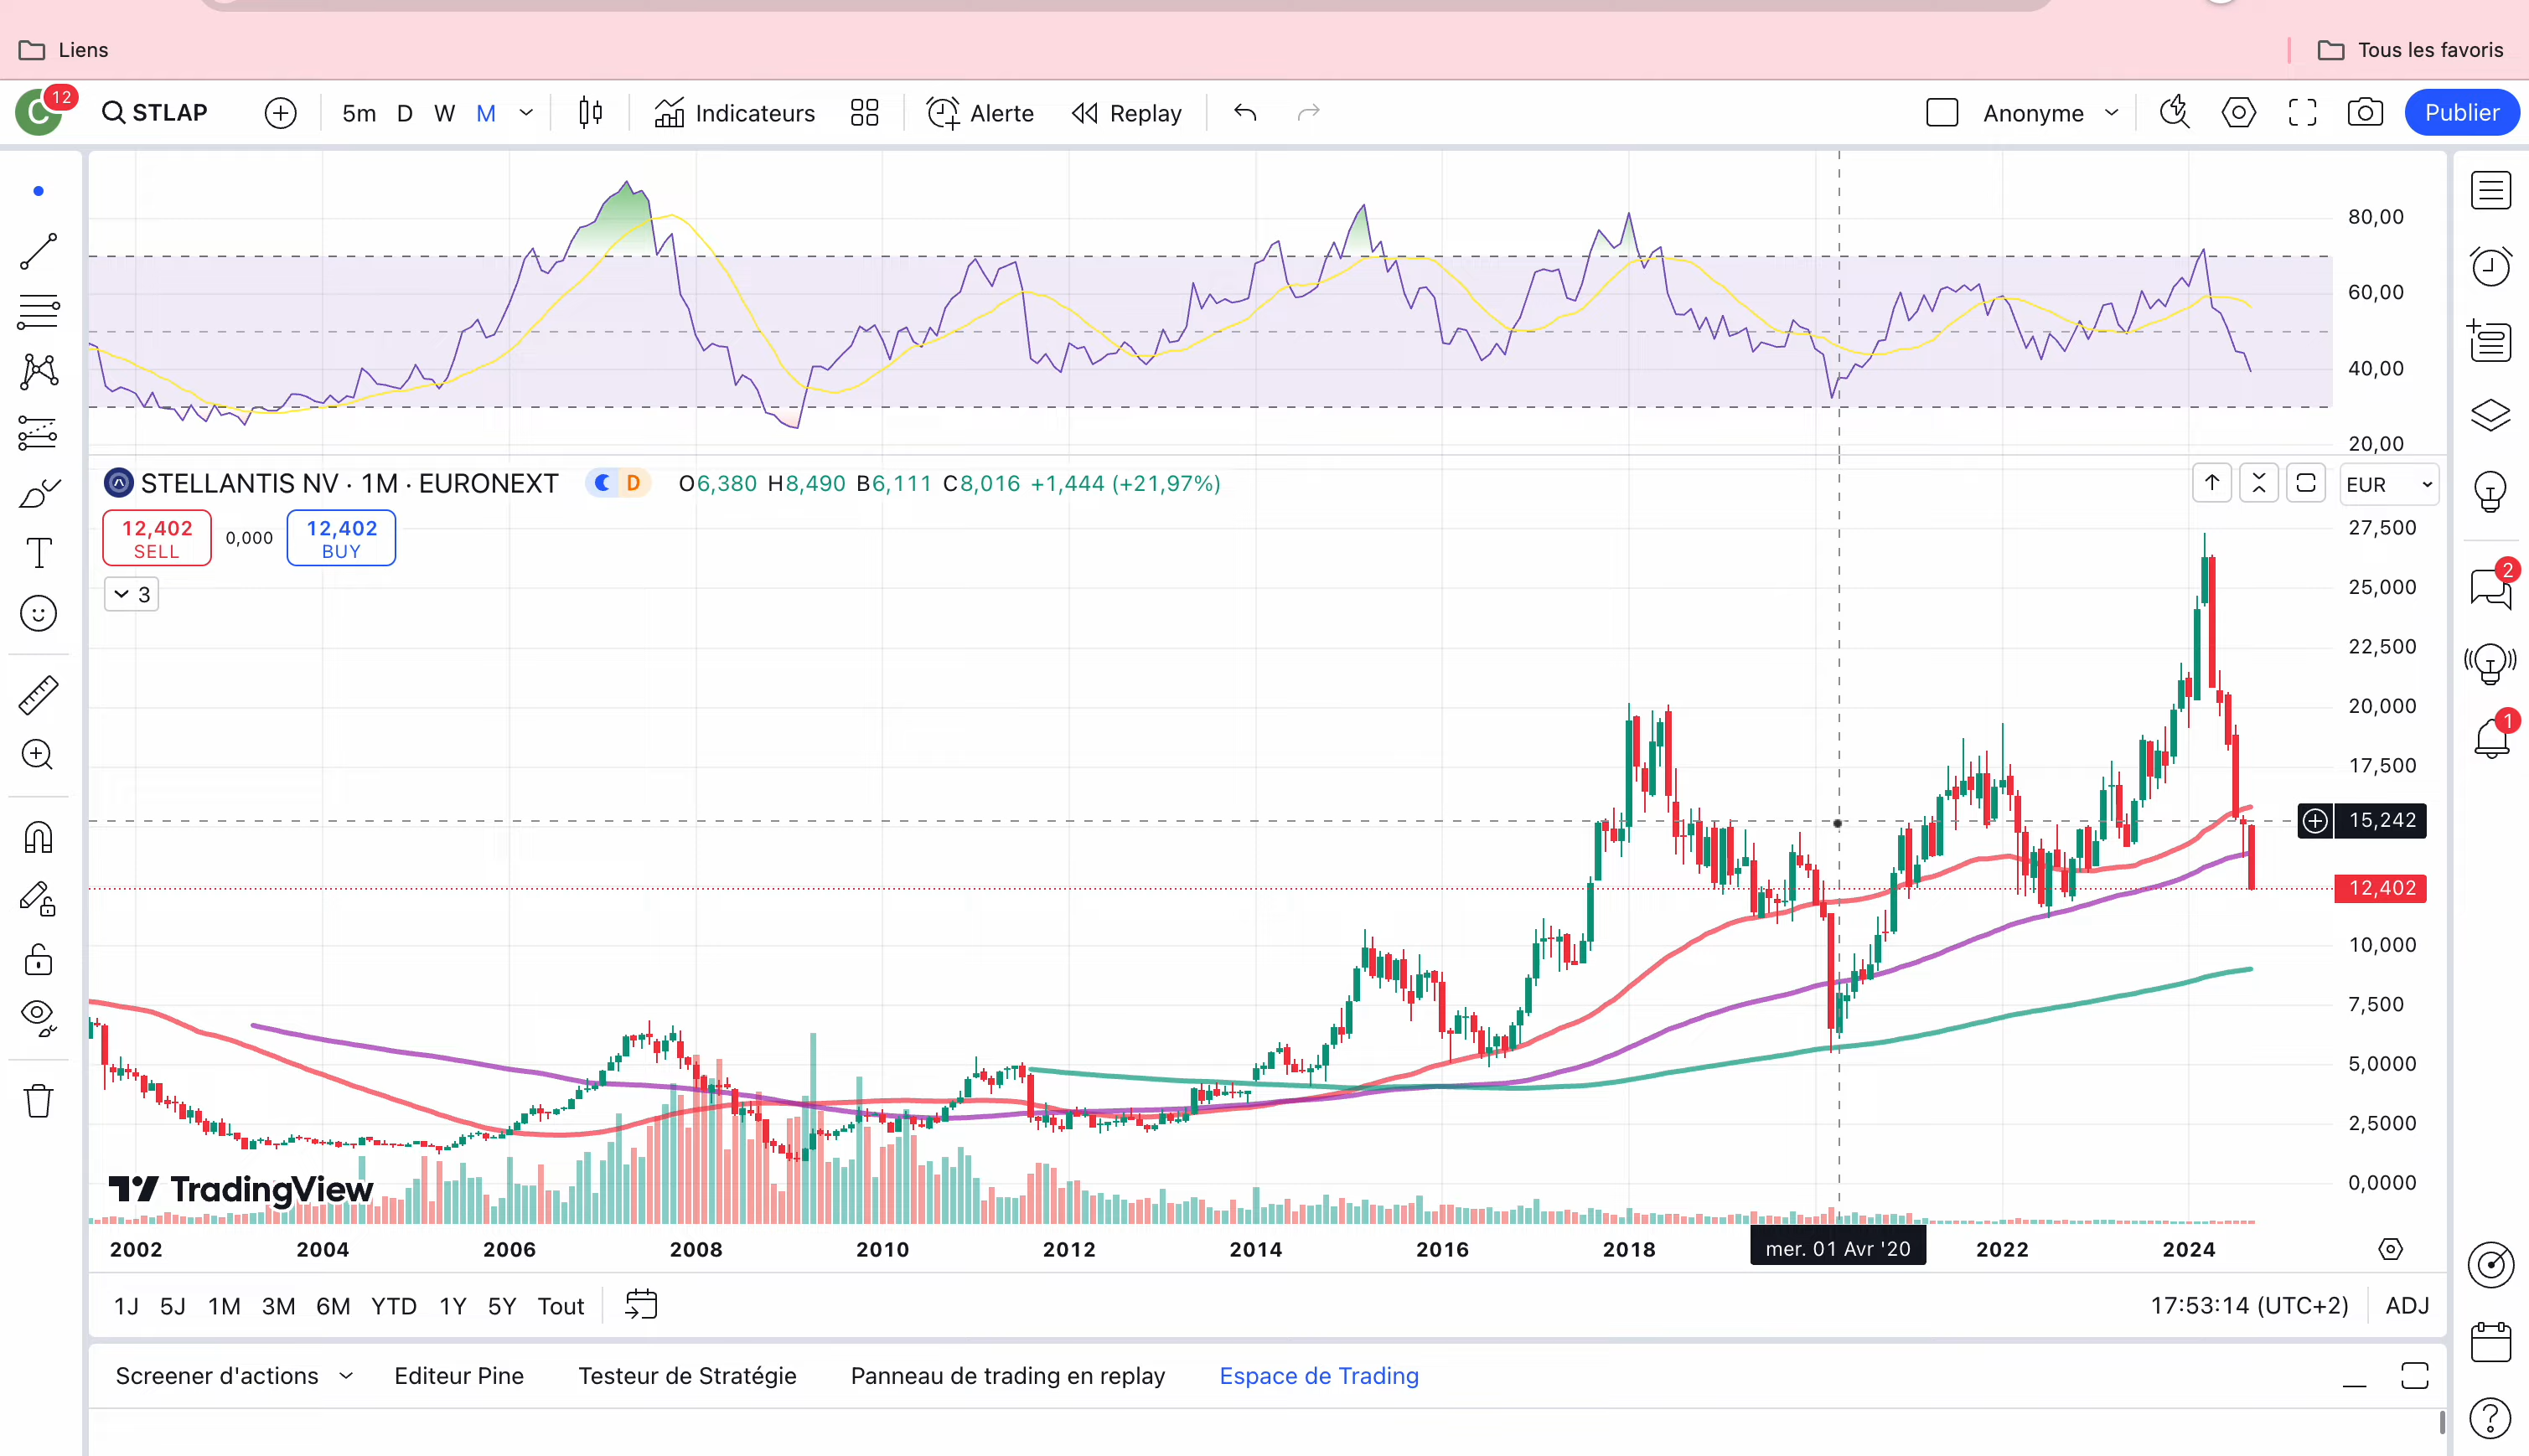 Liens
Tous les favoris
C 12 STLAP 5m D W M Indicateurs Alerte Replay Anonyme Publier
80,00
60,00
40,00
20,00
STELLANTIS NV · 1M · EURONEXT C D O6,380 H8,490 B6,111 C8,016 +1,444 (+21,97%)
EUR
12,402 SELL 0,000 12,402 BUY
3
27,500
25,000
22,500
20,000
17,500
15,242
12,402
10,000
7,500
5,0000
2,5000
0,0000
2
1
TradingView
2002 2004 2006 2008 2010 2012 2014 2016 2018 mer. 01 Avr '20 2022 2024
1J 5J 1M 3M 6M YTD 1Y 5Y Tout 17:53:14 (UTC+2) ADJ
Screener d'actions Editeur Pine Testeur de Stratégie Panneau de trading en replay Espace de Trading